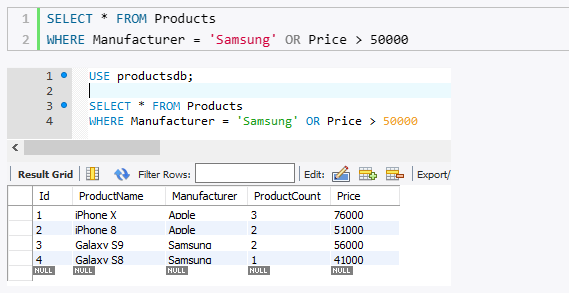 1 SELECT * FROM Products
2 WHERE Manufacturer = 'Samsung' OR Price > 50000
1 USE productsdb;
2
3 SELECT * FROM Products
4 WHERE Manufacturer = 'Samsung' OR Price > 50000
Result Grid Filter Rows: Edit: Export/
Id ProductName Manufacturer ProductCount Price
1 iPhone X Apple 3 76000
2 iPhone 8 Apple 2 51000
3 Galaxy S9 Samsung 2 56000
4 Galaxy S8 Samsung 1 41000
NULL NULL NULL NULL NULL